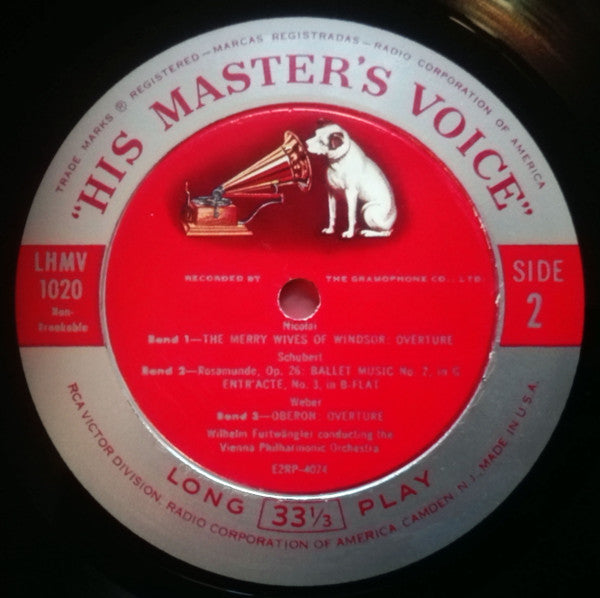 TRADE MARKS ® REGISTERED—MARCAS REGISTRADAS—RADIO CORPORATION OF AMERICA
"HIS MASTER'S VOICE"
LHMV
1020
Non-
Breakable
SIDE
2
RECORDED BY THE GRAMOPHONE CO., LTD.
Nicolai
Band 1—THE MERRY WIVES OF WINDSOR: OVERTURE
Schubert
Band 2—Rosamunde, Op. 26: BALLET MUSIC No. 2, in G
ENTR'ACTE, No. 3, in B-FLAT
Weber
Band 3—OBERON: OVERTURE
Wilhelm Furtwängler conducting the
Vienna Philharmonic Orchestra
E2RP-4074
LONG 33⅓ PLAY
RCA VICTOR DIVISION, RADIO CORPORATION OF AMERICA, CAMDEN, N.J., MADE IN U.S.A.